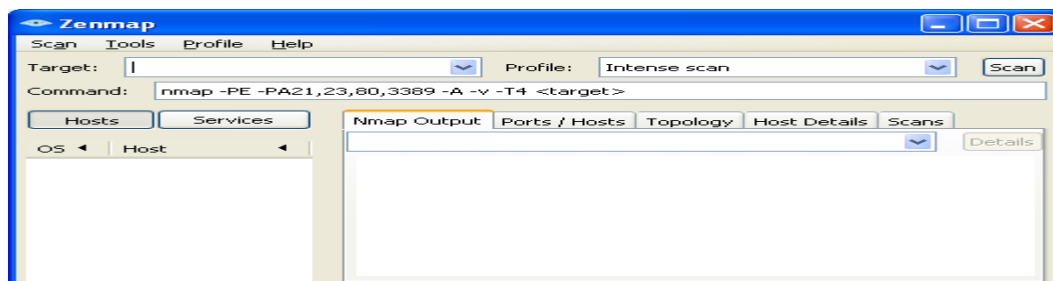 Zenmap
Scan Tools Profile Help
Target: Profile: Intense scan Scan
Command: nmap -PE -PA21,23,80,3389 -A -v -T4 <target>
Hosts Services Nmap Output Ports / Hosts Topology Host Details Scans
OS Host Details